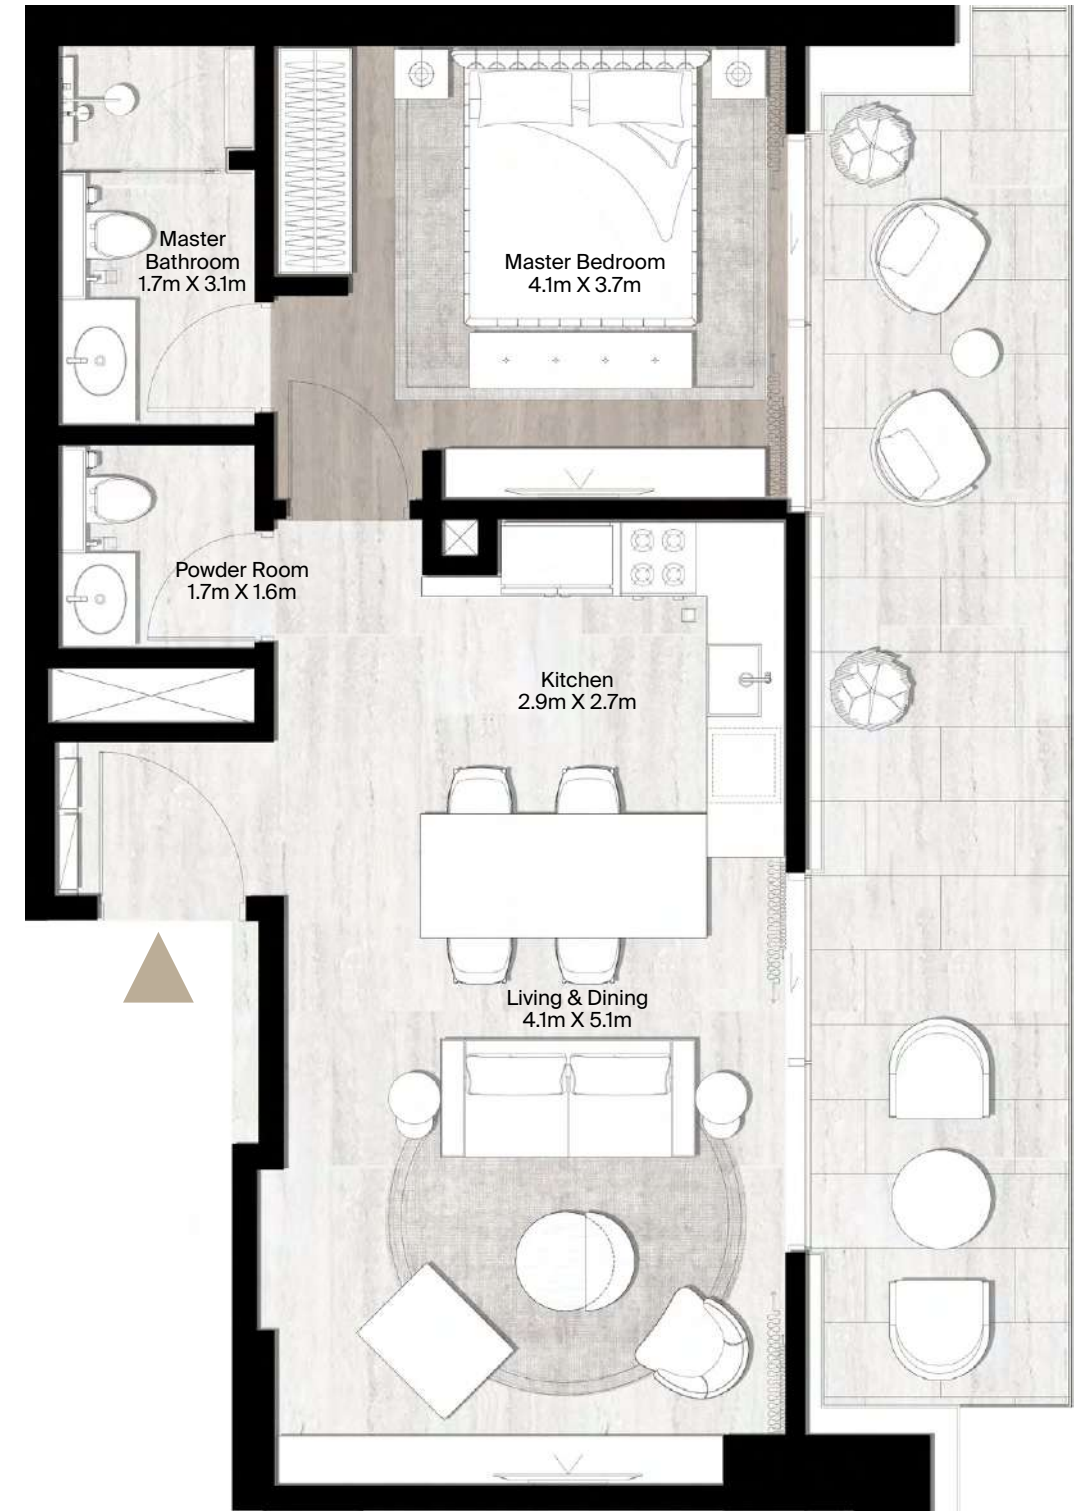 Master
Bathroom
1.7m X 3.1m
Master Bedroom
4.1m X 3.7m
Powder Room
1.7m X 1.6m
Kitchen
2.9m X 2.7m
Living & Dining
4.1m X 5.1m